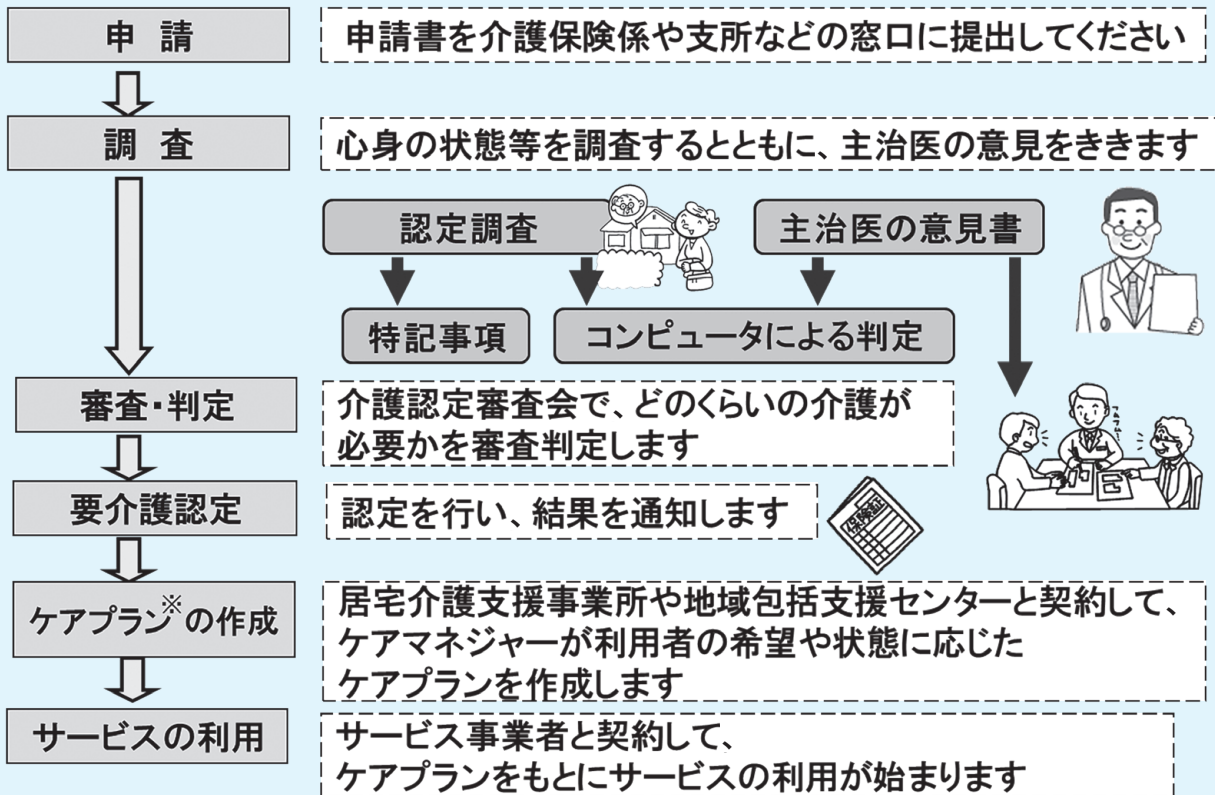 申請
申請書を介護保険係や支所などの窓口に提出してください
調査
心身の状態等を調査するとともに、主治医の意見をききます
認定調査
主治医の意見書
特記事項
コンピュータによる判定
審査・判定
介護認定審査会で、どのくらいの介護が
必要かを審査判定します
要介護認定
認定を行い、結果を通知します
保険証
ケアプラン※の作成
居宅介護支援事業所や地域包括支援センターと契約して、
ケアマネジャーが利用者の希望や状態に応じた
ケアプランを作成します
サービスの利用
サービス事業者と契約して、
ケアプランをもとにサービスの利用が始まります